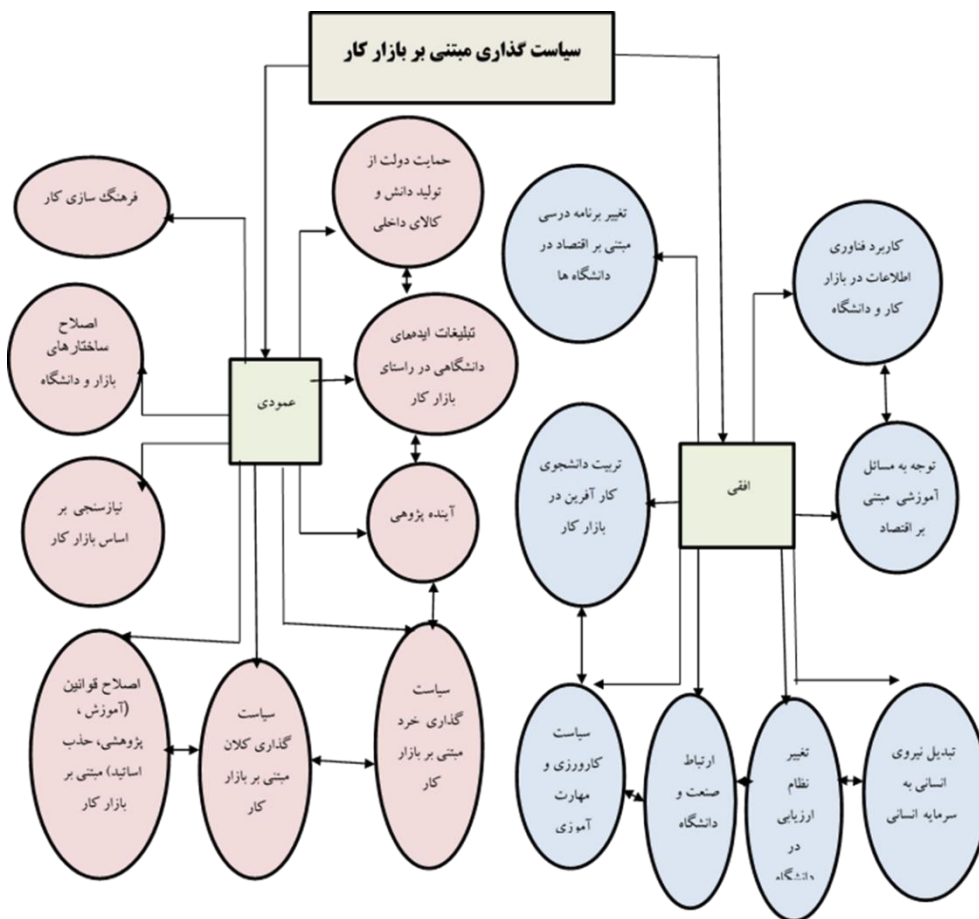 سیاست گذاری مبتنی بر بازار کار
حمایت دولت از
تولید دانش و
کالای داخلی
فرهنگ سازی کار
تغییر برنامه درسی
مبتنی بر اقتصاد در
دانشگاه ها
کاربرد فناوری
اطلاعات در بازار
کار و دانشگاه
اصلاح
ساختارهای
بازار و دانشگاه
تبلیغات ایده‌های
دانشگاهی در راستای
بازار کار
عمودی
افقی
تربیت دانشجوی
کار آفرین در
بازار کار
توجه به مسائل
آموزشی مبتنی
بر اقتصاد
نیازسنجی بر
اساس بازار کار
آینده پژوهی
اصلاح قوانین
(آموزش ،
پژوهشی، حذب
اساتید) مبتنی بر
بازار کار
سیاست
گذاری کلان
مبتنی بر بازار
کار
سیاست
گذاری خرد
مبتنی بر بازار
کار
سیاست
کارورزی و
مهارت
آموزی
ارتباط
صنعت و
دانشگاه
تغییر
نظام
ارزیابی
در
دانشگاه
تبدیل نیروی
انسانی به
سرمایه انسانی